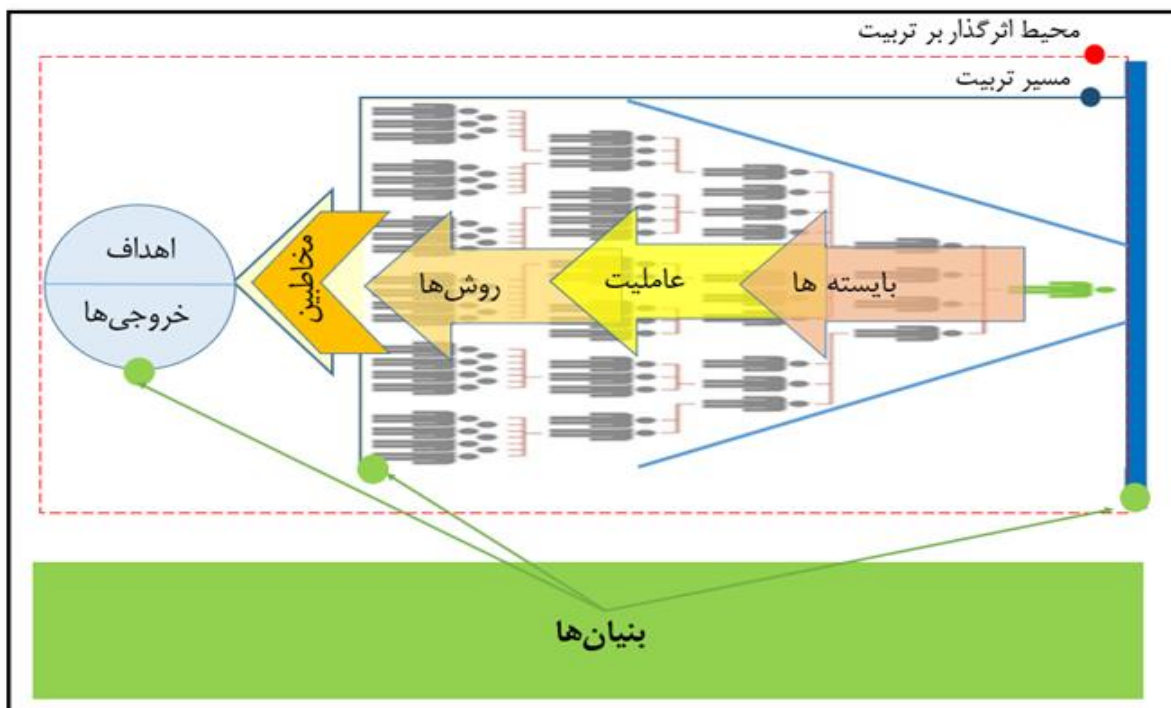 محیط اثرگذار بر تربیت
مسیر تربیت
بایسته ها
عاملیت
روش‌ها
مخاطبین
اهداف
خروجی‌ها
بنیان‌ها